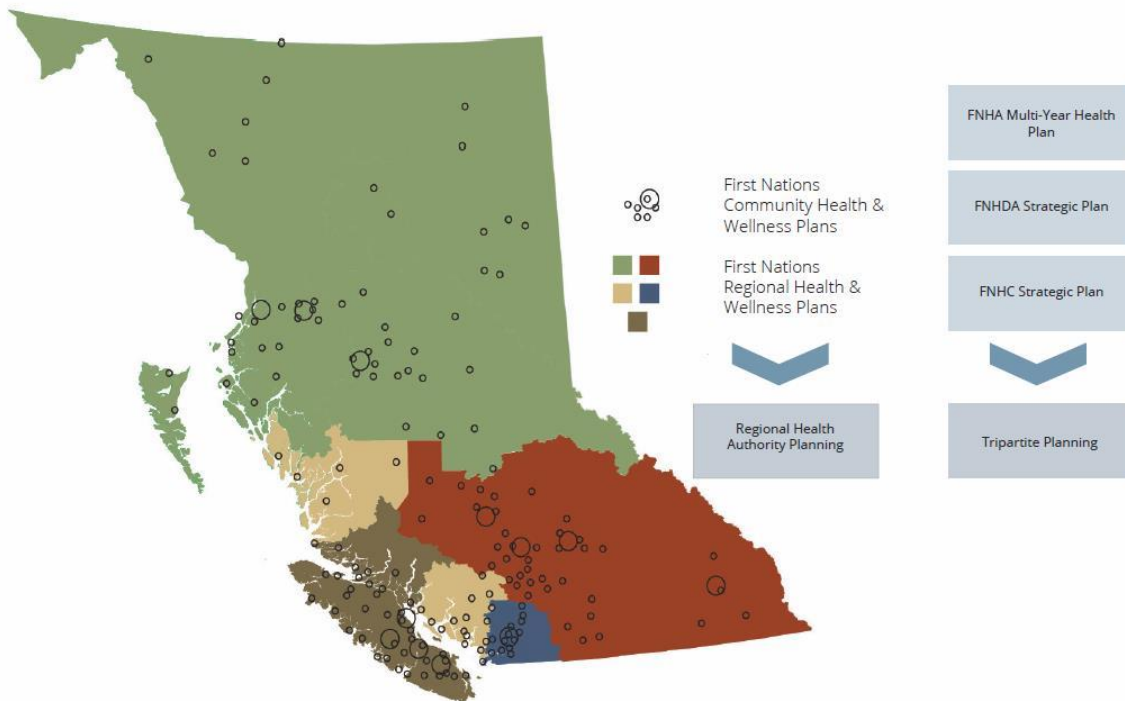 First Nations
Community Health &
Wellness Plans
First Nations
Regional Health &
Wellness Plans
Regional Health
Authority Planning
FNHA Multi-Year Health
Plan
FNHDA Strategic Plan
FNHC Strategic Plan
Tripartite Planning